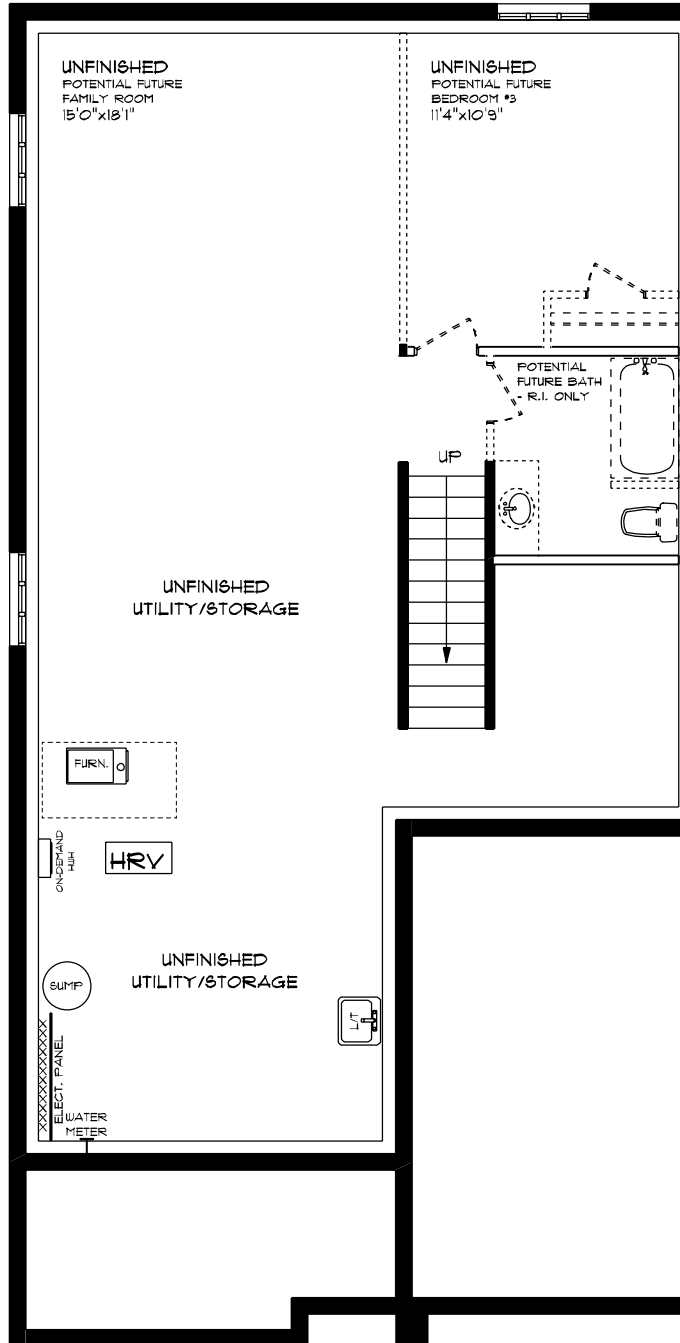 UNFINISHED
POTENTIAL FUTURE
FAMILY ROOM
15'0"x18'1"
UNFINISHED
POTENTIAL FUTURE
BEDROOM #3
11'4"x10'9"
POTENTIAL
FUTURE BATH
- R.I. ONLY
UP
UNFINISHED
UTILITY/STORAGE
FURN.
ON-DEMAND
HWH
HRV
UNFINISHED
UTILITY/STORAGE
SUMP
L/T
ELECT. PANEL
WATER
METER